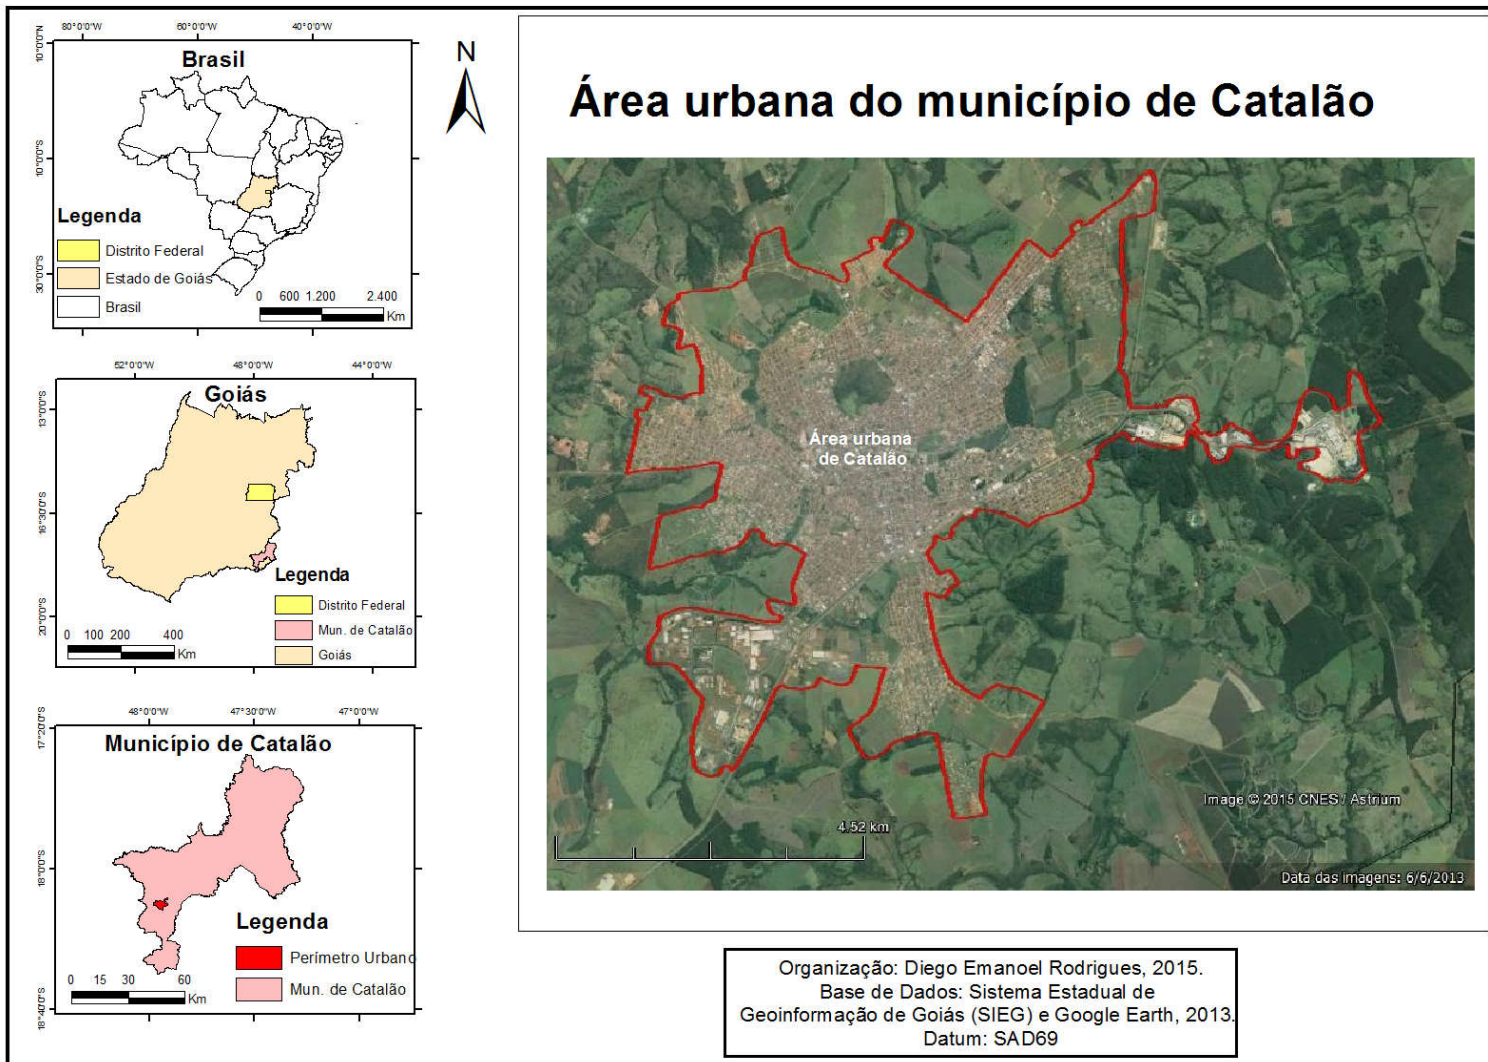 80°0'0"W 60°0'0"W 40°0'0"W
10°0'0"N
10°0'0"S
30°0'0"S
Brasil
Legenda
Distrito Federal
Estado de Goiás
Brasil
0 600 1.200 2.400
Km
N
52°0'0"W 48°0'0"W 44°0'0"W
13°0'0"S
16°30'0"S
20°0'0"S
Goiás
Legenda
Distrito Federal
Mun. de Catalão
Goiás
0 100 200 400
Km
48°0'0"W 47°30'0"W 47°0'0"W
17°20'0"S
18°0'0"S
18°40'0"S
Município de Catalão
Legenda
Perímetro Urbano
Mun. de Catalão
0 15 30 60
Km
Área urbana do município de Catalão
Área urbana
de Catalão
4.52 km
Image © 2015 CNES / Astrium
Data das imagens: 6/6/2013
Organização: Diego Emanoel Rodrigues, 2015.
Base de Dados: Sistema Estadual de
Geoinformação de Goiás (SIEG) e Google Earth, 2013.
Datum: SAD69